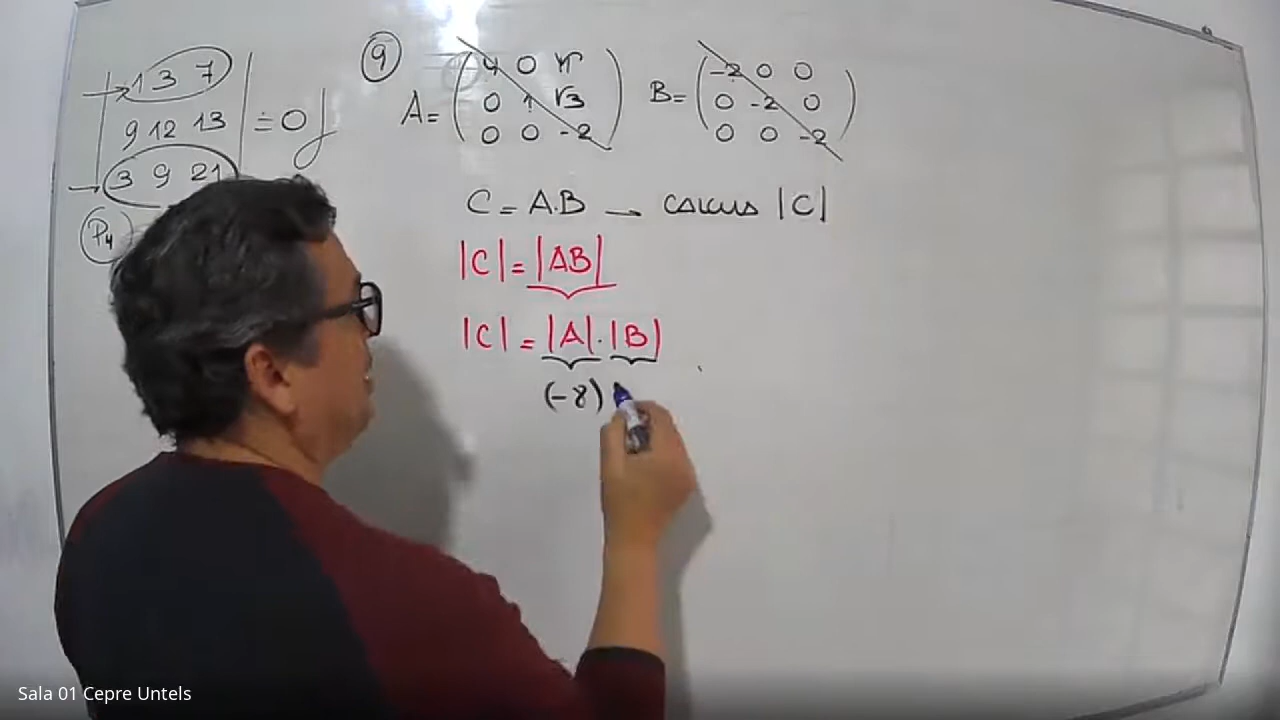 1 3 7
9 12 13 = 0
3 9 21
P4
9
A = 4 0 π
0 1 √3
0 0 -2
B = -2 0 0
0 -2 0
0 0 -2
C = A.B → calcula |C|
|C| = |AB|
|C| = |A|.|B|
(-8)
Sala 01 Cepre Untels